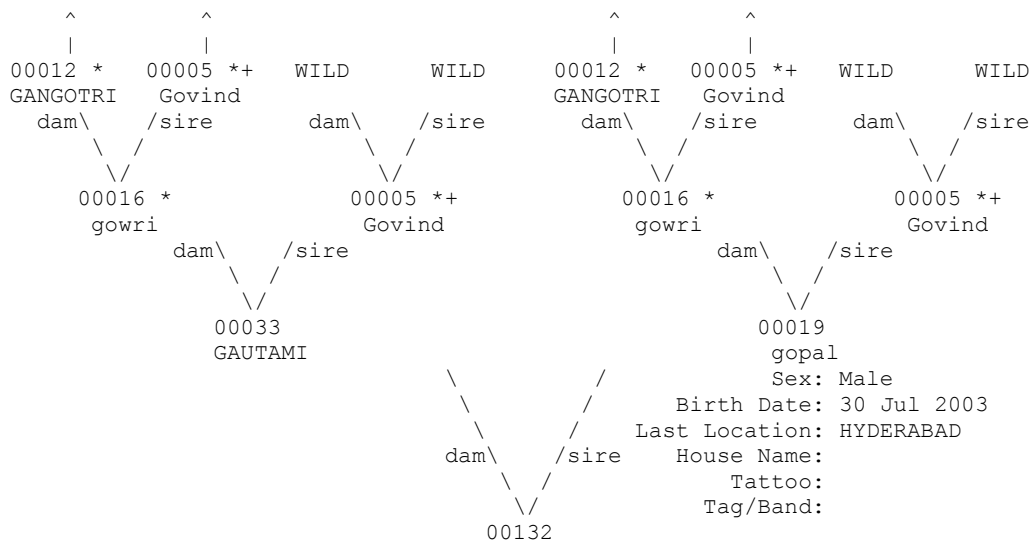 ^ ^ ^ ^
| | | |
00012 * 00005 *+ WILD WILD 00012 * 00005 *+ WILD WILD
GANGOTRI Govind GANGOTRI Govind
dam\ /sire dam\ /sire dam\ /sire dam\ /sire
\ / \ / \ / \ /
\/ \/ \/ \/
00016 * 00005 *+ 00016 * 00005 *+
gowri Govind gowri Govind
dam\ /sire dam\ /sire
\ / \ /
\/ \/
00033 00019
GAUTAMI gopal
\ / Sex: Male
\ / Birth Date: 30 Jul 2003
\ / Last Location: HYDERABAD
dam\ /sire House Name:
\ / Tattoo:
\/ Tag/Band:
00132